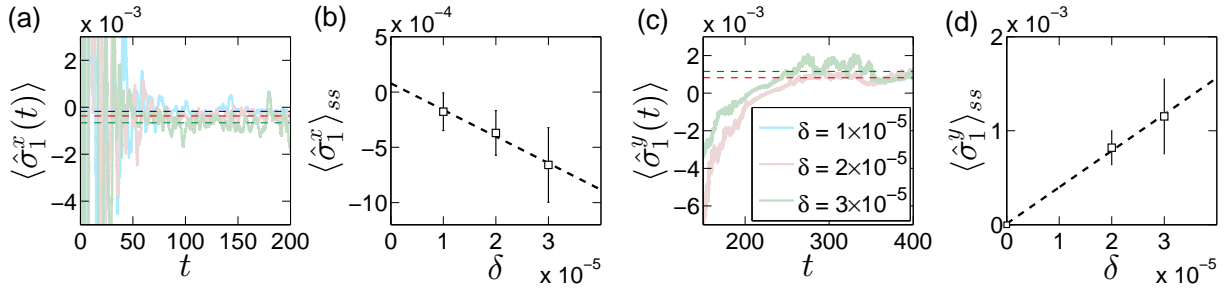 (a)
x 10⁻³
⟨σ̂₁ˣ(t)⟩
2
0
−2
−4
0 50 100 150 200
t
(b)
x 10⁻⁴
⟨σ̂₁ˣ⟩ss
5
0
−5
−10
0 1 2 3
δ
x 10⁻⁵
(c)
x 10⁻³
⟨σ̂₁ʸ(t)⟩
2
0
−2
−4
−6
200 300 400
t
δ = 1×10⁻⁵
δ = 2×10⁻⁵
δ = 3×10⁻⁵
(d)
x 10⁻³
⟨σ̂₁ʸ⟩ss
2
1
0
0 1 2 3
δ
x 10⁻⁵